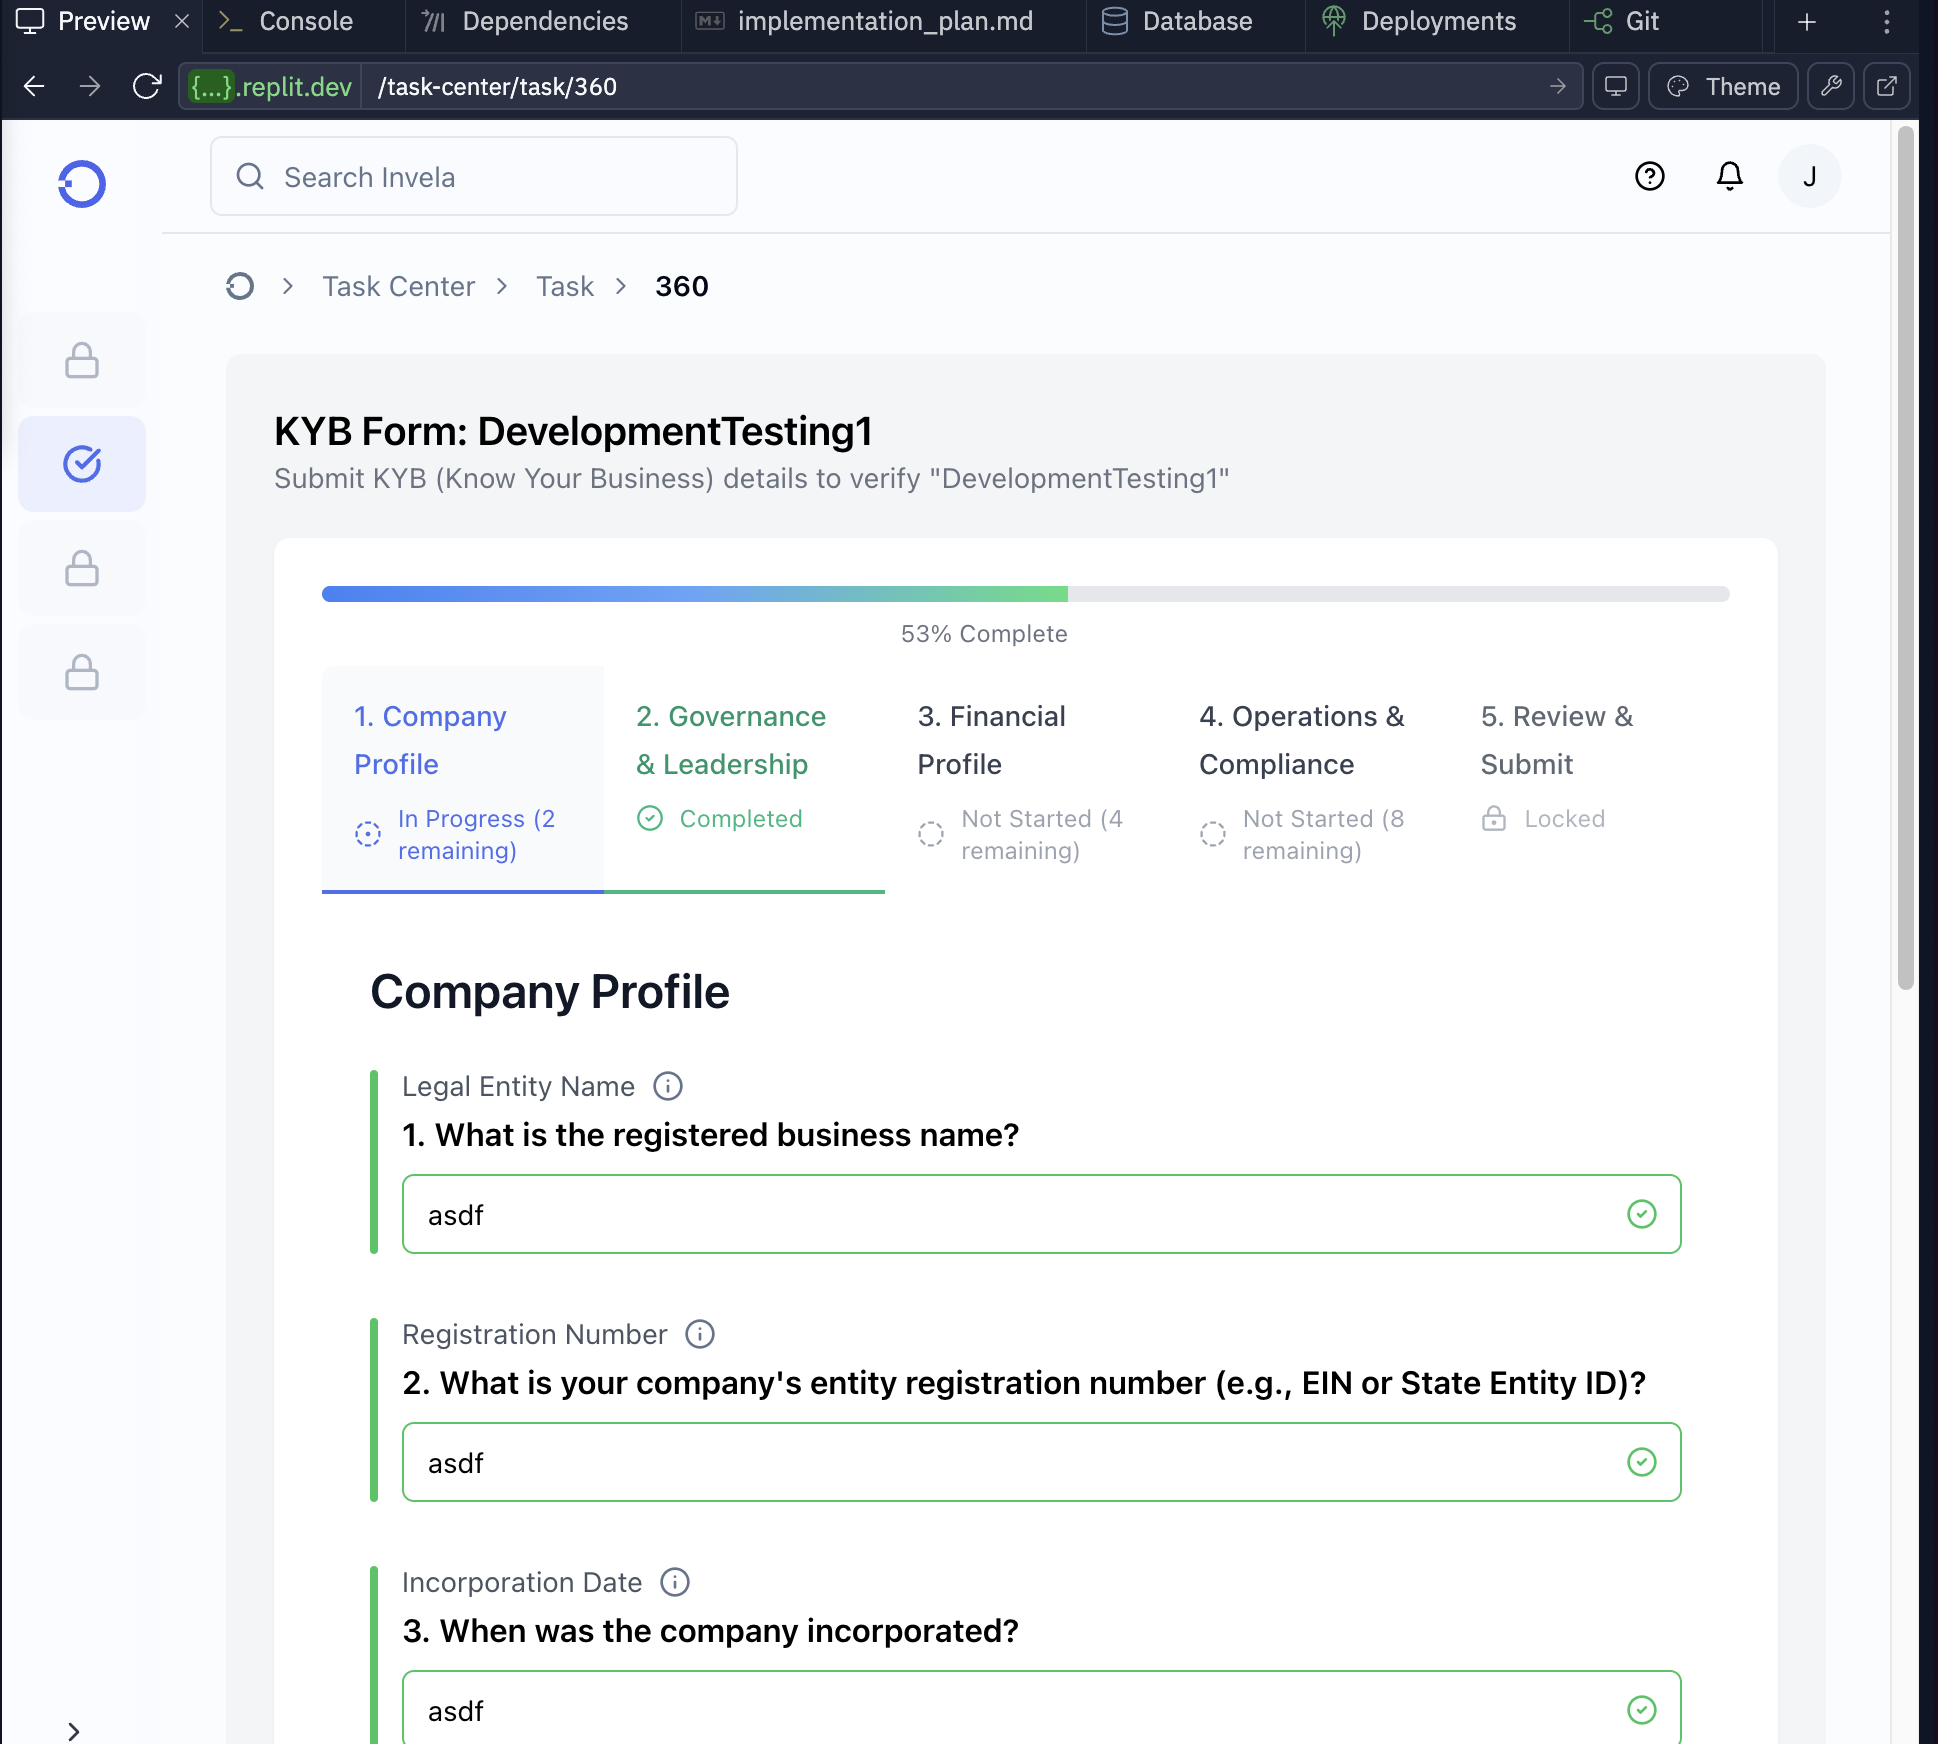 Preview
Console
Dependencies
implementation_plan.md
Database
Deployments
Git
{...}.replit.dev
/task-center/task/360
Theme
Search Invela
J
Task Center
Task
360
KYB Form: DevelopmentTesting1
Submit KYB (Know Your Business) details to verify "DevelopmentTesting1"
53% Complete
1. Company
Profile
In Progress (2
remaining)
2. Governance
& Leadership
Completed
3. Financial
Profile
Not Started (4
remaining)
4. Operations &
Compliance
Not Started (8
remaining)
5. Review &
Submit
Locked
Company Profile
Legal Entity Name
1. What is the registered business name?
asdf
Registration Number
2. What is your company's entity registration number (e.g., EIN or State Entity ID)?
asdf
Incorporation Date
3. When was the company incorporated?
asdf